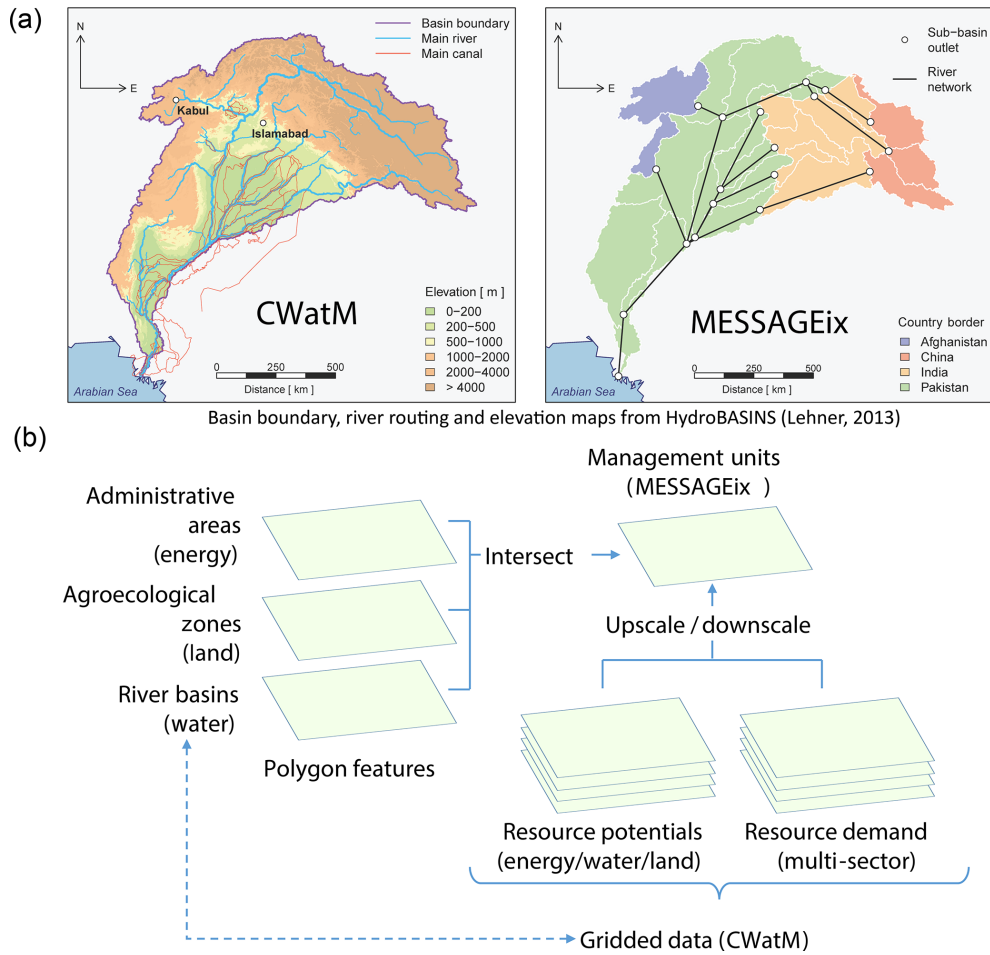 (a)
N
E
Basin boundary
Main river
Main canal
Kabul
Islamabad
Elevation [ m ]
0−200
200−500
500−1000
1000−2000
2000−4000
> 4000
CWatM
0 250 500
Distance [ km ]
Arabian Sea
N
E
Sub−basin
outlet
River
network
MESSAGEix
Country border
Afghanistan
China
India
Pakistan
0 250 500
Distance [ km ]
Arabian Sea
Basin boundary, river routing and elevation maps from HydroBASINS (Lehner, 2013)
(b)
Administrative
areas
(energy)
Agroecological
zones
(land)
River basins
(water)
Polygon features
Intersect
Management units
(MESSAGEix )
Upscale / downscale
Resource potentials
(energy/water/land)
Resource demand
(multi-sector)
Gridded data (CWatM)